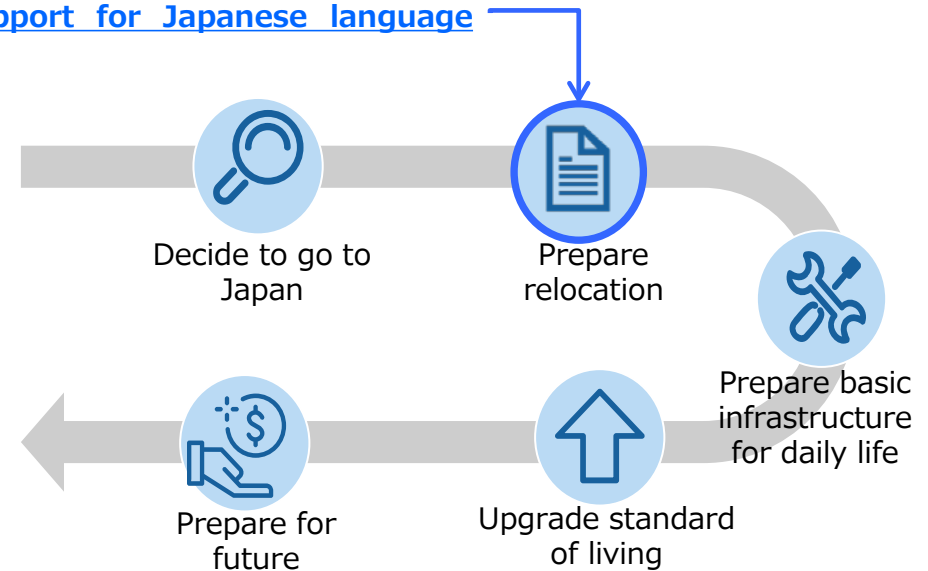 pport for Japanese language
Decide to go to
Japan
Prepare
relocation
Prepare basic
infrastructure
for daily life
Upgrade standard
of living
Prepare for
future